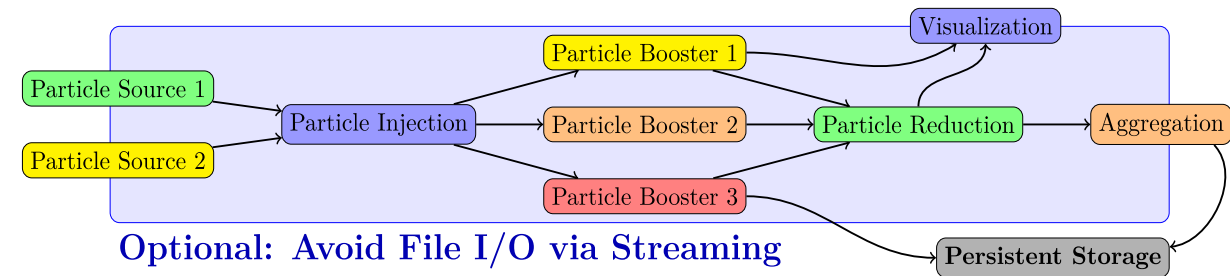 Visualization
Particle Booster 1
Particle Source 1
Particle Injection
Particle Booster 2
Particle Reduction
Aggregation
Particle Source 2
Particle Booster 3
Optional: Avoid File I/O via Streaming
Persistent Storage